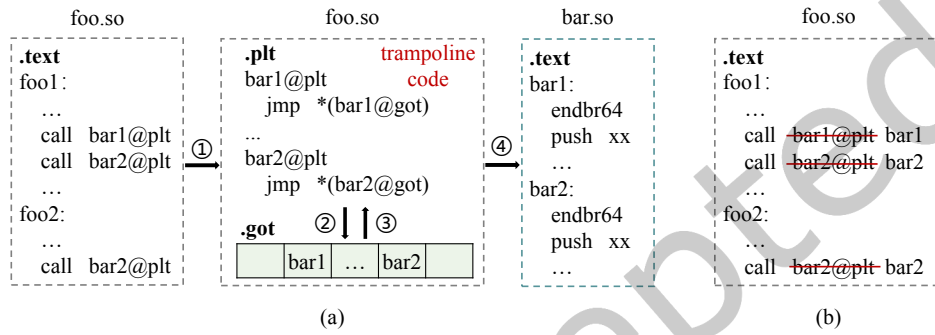 foo.so
.text
foo1:
…
call bar1@plt
call bar2@plt
…
foo2:
…
call bar2@plt
①
foo.so
.plt
trampoline
code
bar1@plt
jmp *(bar1@got)
...
bar2@plt
jmp *(bar2@got)
② ③
.got
bar1 … bar2
④
bar.so
.text
bar1:
endbr64
push xx
…
bar2:
endbr64
push xx
…
(a)
foo.so
.text
foo1:
…
call bar1@plt bar1
call bar2@plt bar2
…
foo2:
…
call bar2@plt bar2
(b)
pted